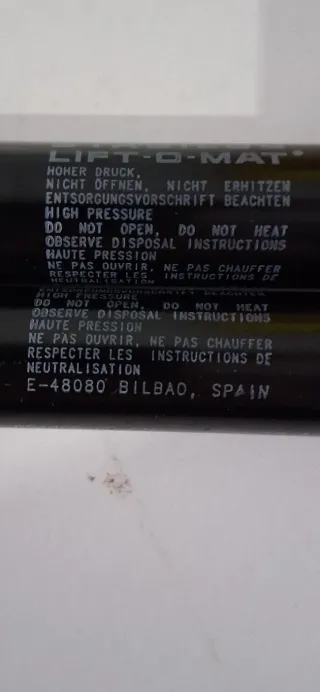 LIFT-O-MAT
HOHER DRUCK,
NICHT ÖFFNEN, NICHT ERHITZEN
ENTSORGUNGSVORSCHRIFT BEACHTEN
HIGH PRESSURE
DO NOT OPEN, DO NOT HEAT
OBSERVE DISPOSAL INSTRUCTIONS
HAUTE PRESSION
NE PAS OUVRIR, NE PAS CHAUFFER
RESPECTER LES INSTRUCTIONS DE
NEUTRALISATION
ENTSORGUNGSVORSCHRIFT BEACHTEN
HIGH PRESSURE
DO NOT OPEN, DO NOT HEAT
OBSERVE DISPOSAL INSTRUCTIONS
HAUTE PRESSION
NE PAS OUVRIR, NE PAS CHAUFFER
RESPECTER LES INSTRUCTIONS DE
NEUTRALISATION
E-48080 BILBAO, SPAIN